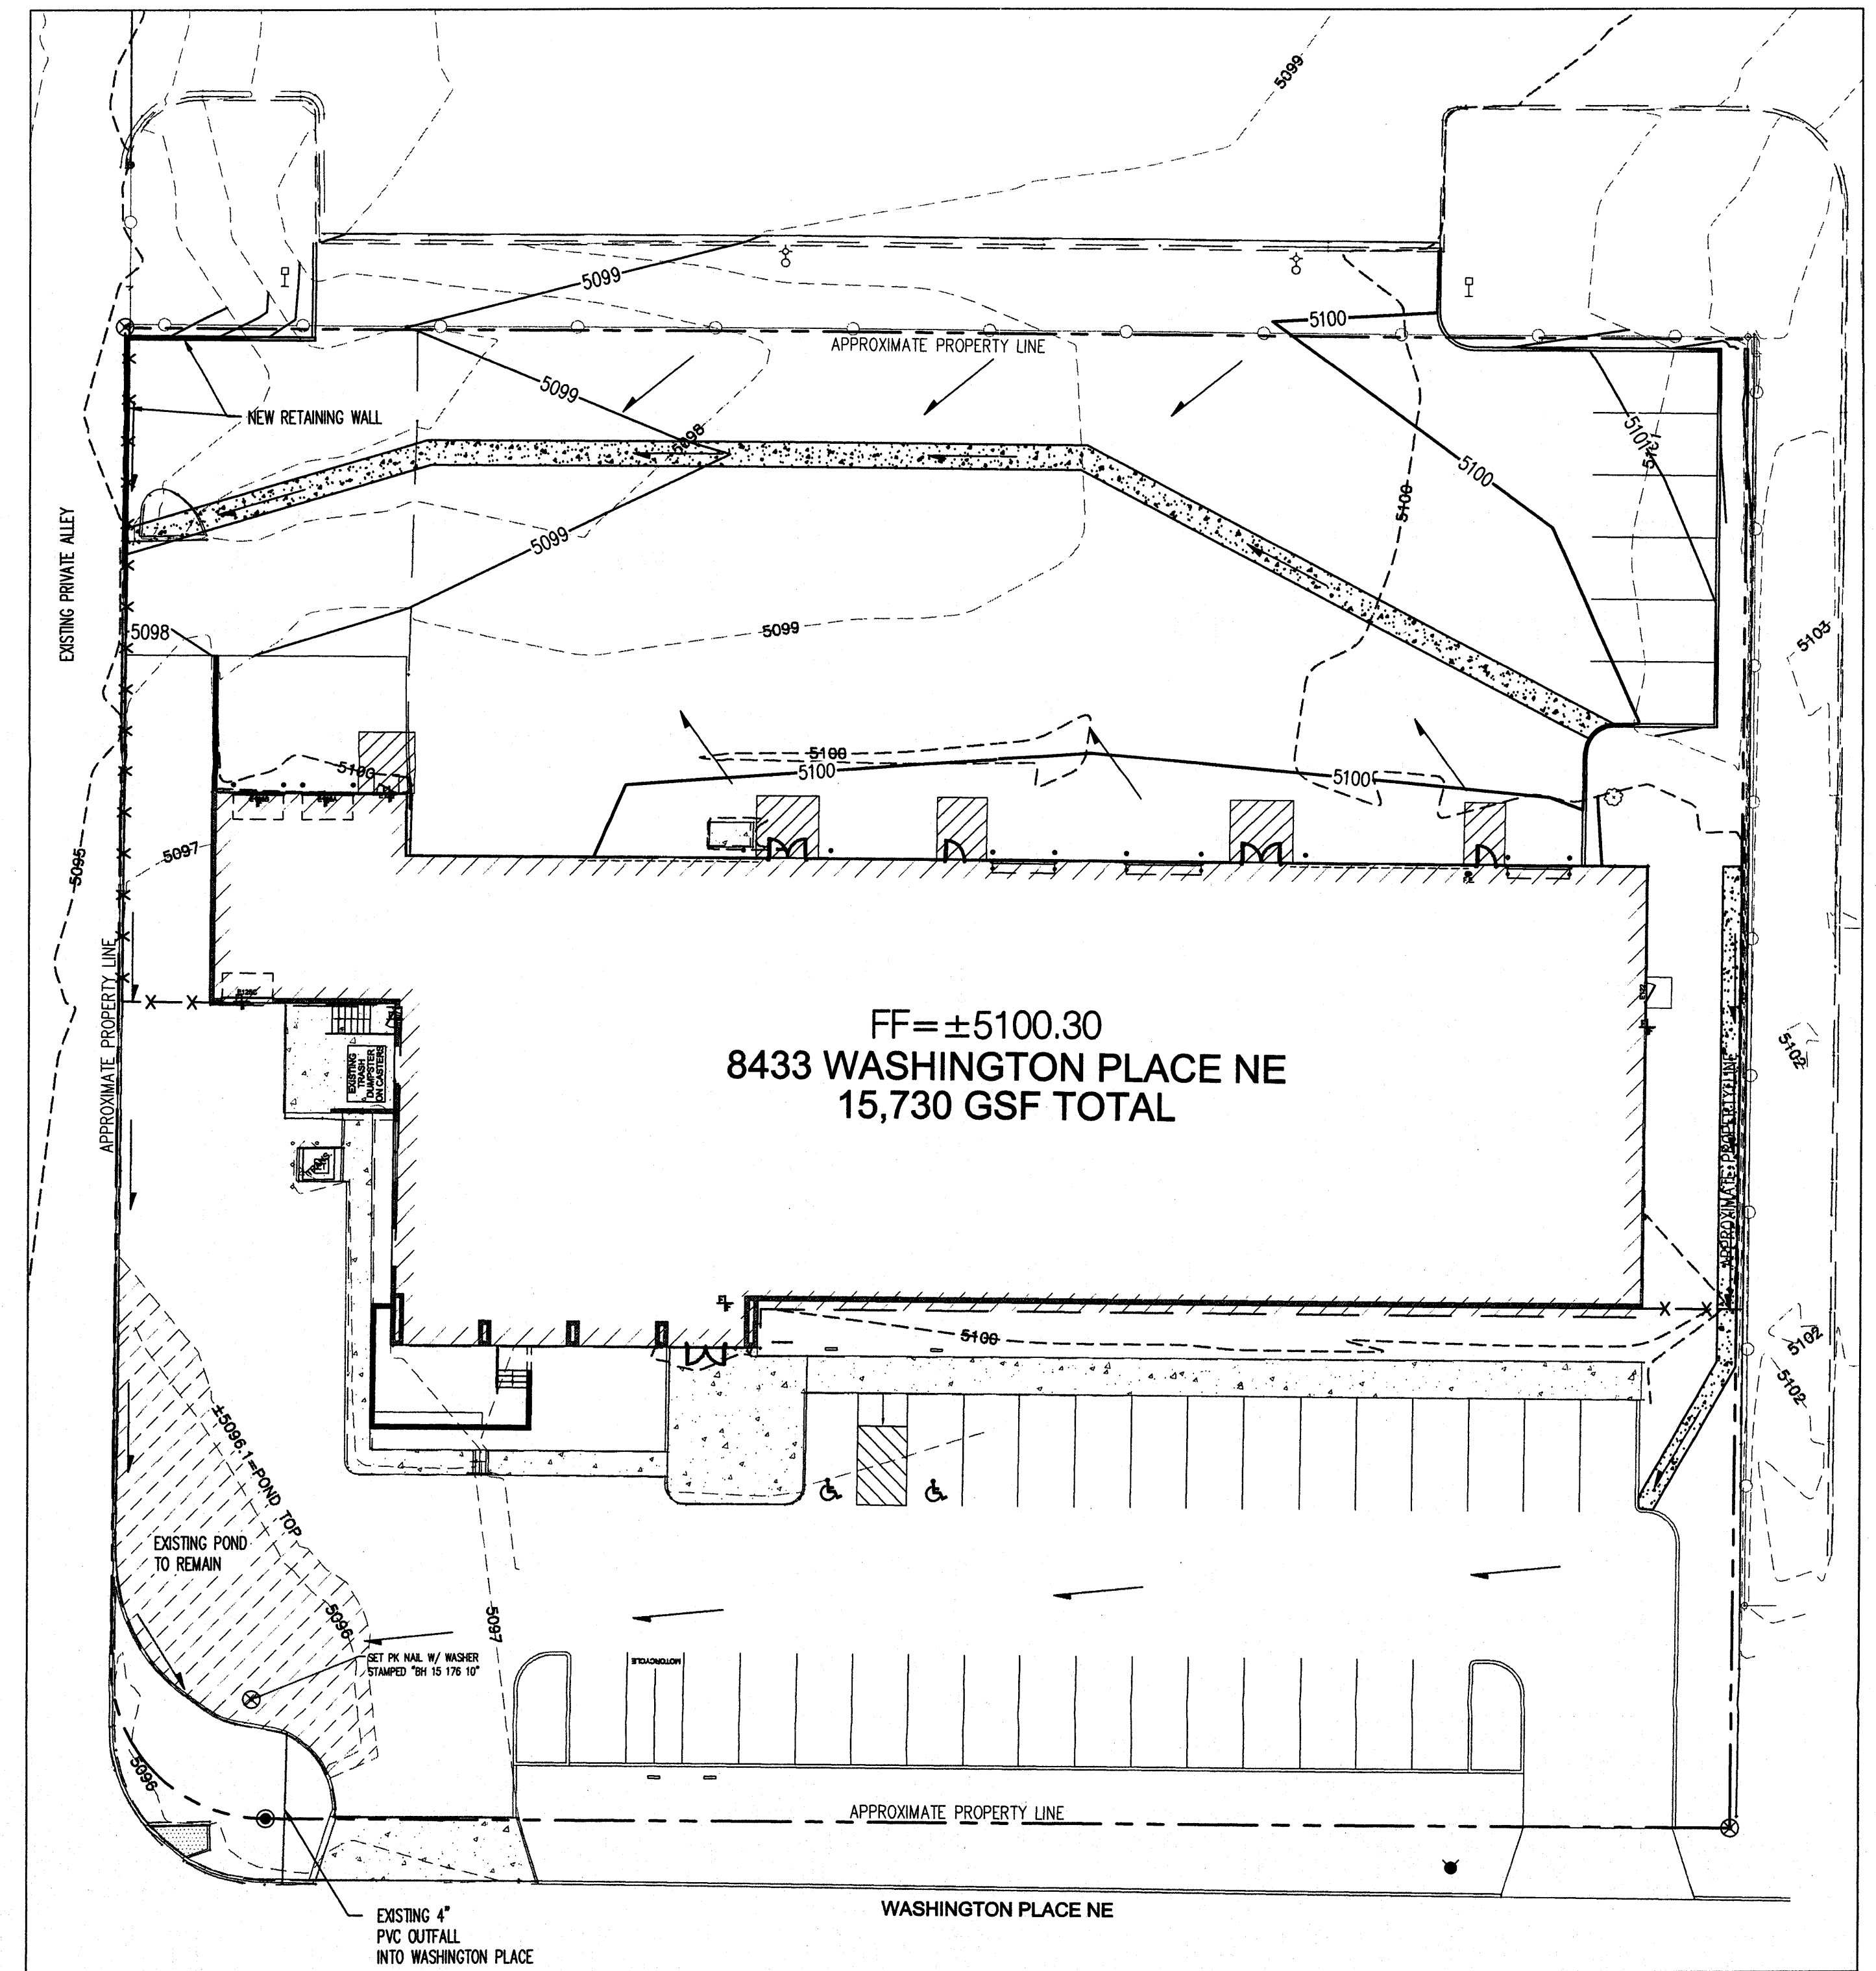 5099
5099
5100
APPROXIMATE PROPERTY LINE
5099
NEW RETAINING WALL
5098
5101
5101
5100
5100
EXISTING PRIVATE ALLEY
5099
5098
5099
5103
5100
5100
5100
5100
5097
5095
APPROXIMATE PROPERTY LINE
FF=±5100.30
8433 WASHINGTON PLACE NE
15,730 GSF TOTAL
EXISTING
TRASH
DUMPSTER
ON CASTERS
5102
APPROXIMATE PROPERTY LINE
5100
5102
5102
±5096.1=POND TOP
EXISTING POND
TO REMAIN
5096
5097
SET PK NAIL W/ WASHER
STAMPED "BH 15 176 10"
MOTORCYCLE
5096
APPROXIMATE PROPERTY LINE
WASHINGTON PLACE NE
EXISTING 4"
PVC OUTFALL
INTO WASHINGTON PLACE